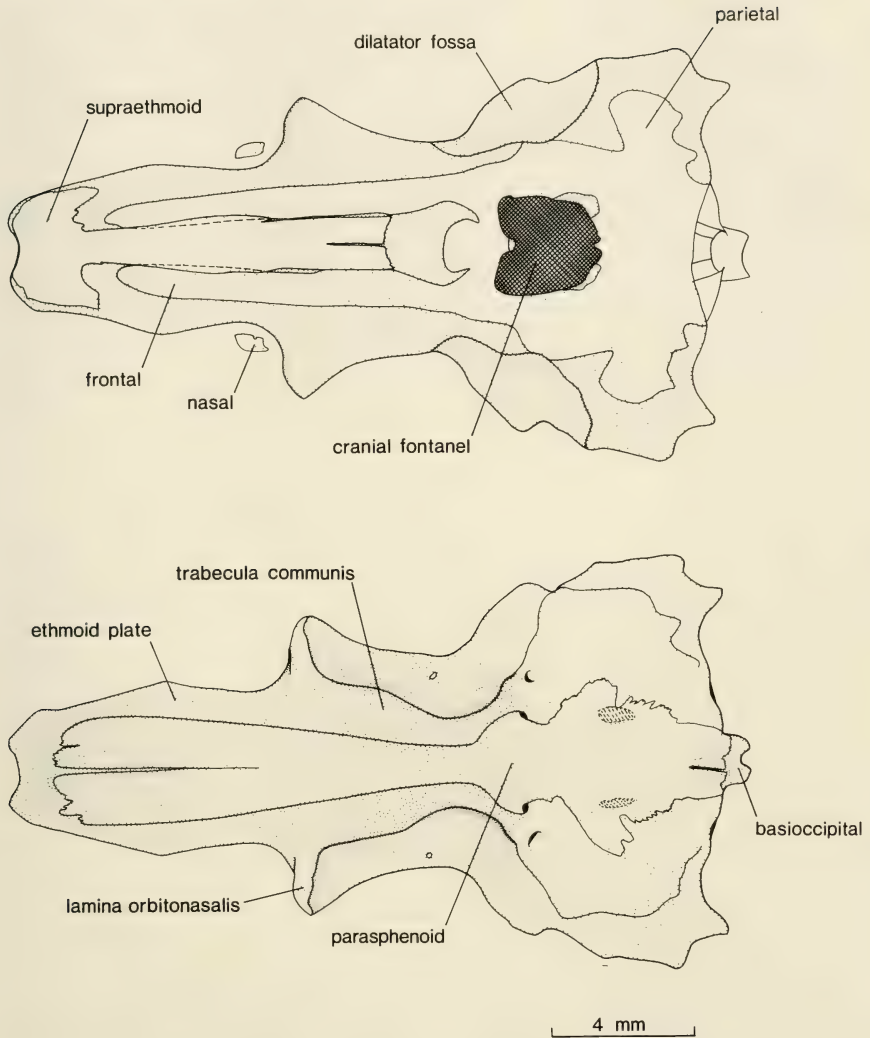 parietal
dilatator fossa
supraethmoid
frontal
nasal
cranial fontanel
trabecula communis
ethmoid plate
basioccipital
lamina orbitonasalis
parasphenoid
4 mm